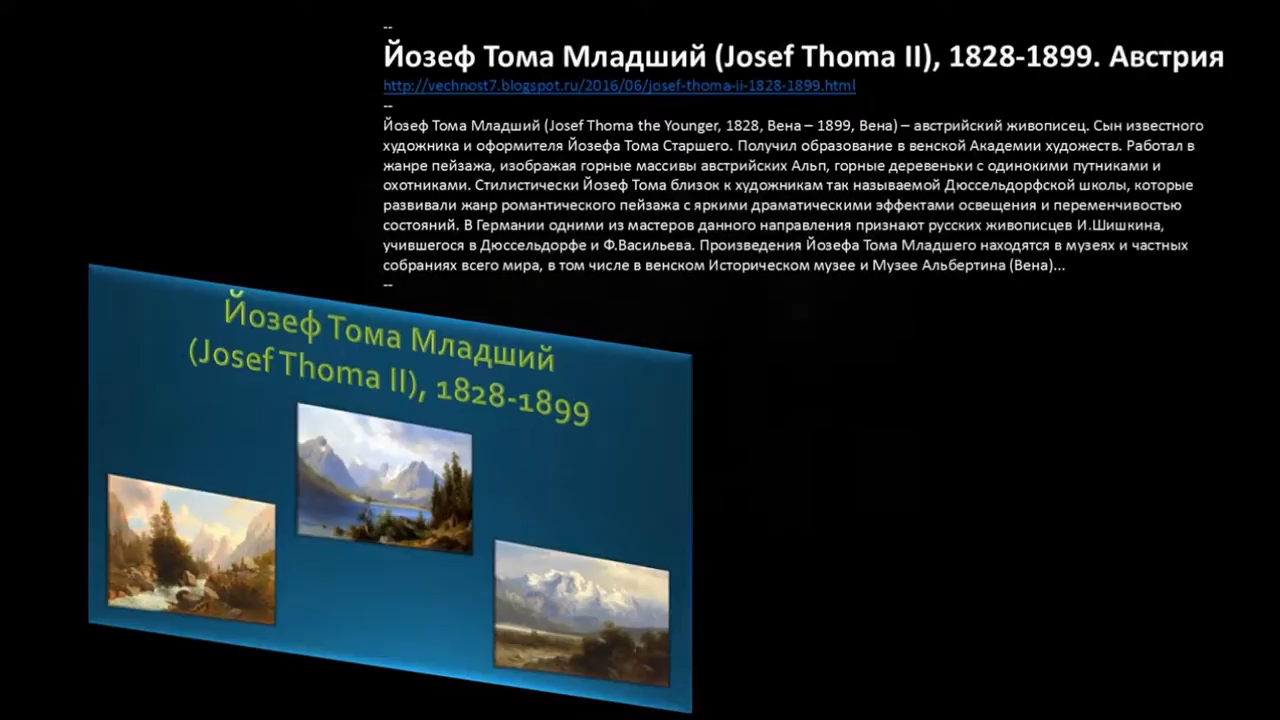 --
Йозеф Тома Младший (Josef Thoma II), 1828-1899. Австрия
http://vechnost7.blogspot.ru/2016/06/josef-thoma-ii-1828-1899.html
--
Йозеф Тома Младший (Josef Thoma the Younger, 1828, Вена – 1899, Вена) – австрийский живописец. Сын известного
художника и оформителя Йозефа Тома Старшего. Получил образование в венской Академии художеств. Работал в
жанре пейзажа, изображая горные массивы австрийских Альп, горные деревеньки с одинокими путниками и
охотниками. Стилистически Йозеф Тома близок к художникам так называемой Дюссельдорфской школы, которые
развивали жанр романтического пейзажа с яркими драматическими эффектами освещения и переменчивостью
состояний. В Германии одними из мастеров данного направления признают русских живописцев И.Шишкина,
учившегося в Дюссельдорфе и Ф.Васильева. Произведения Йозефа Тома Младшего находятся в музеях и частных
собраниях всего мира, в том числе в венском Историческом музее и Музее Альбертина (Вена)...
--
Йозеф Тома Младший
(Josef Thoma II), 1828-1899